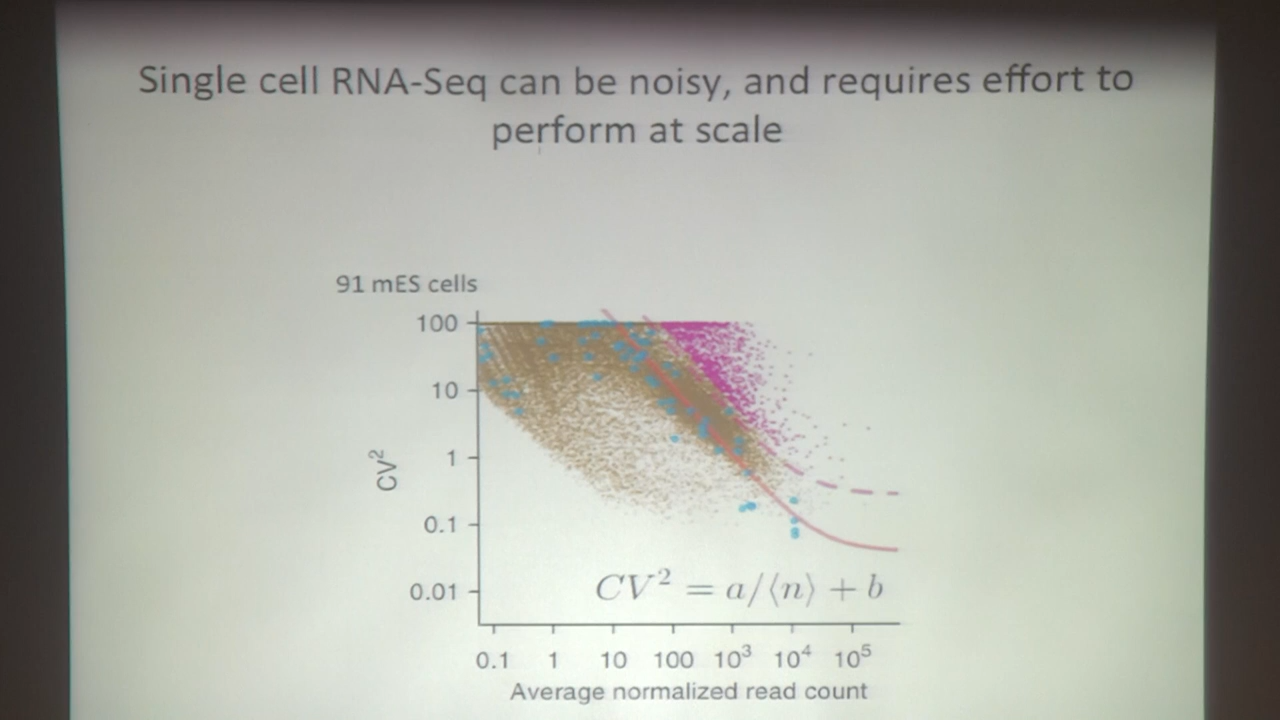 Single cell RNA-Seq can be noisy, and requires effort to
perform at scale
91 mES cells
100
10
1
0.1
0.01
CV²
CV² = a/⟨n⟩ + b
0.1 1 10 100 10³ 10⁴ 10⁵
Average normalized read count